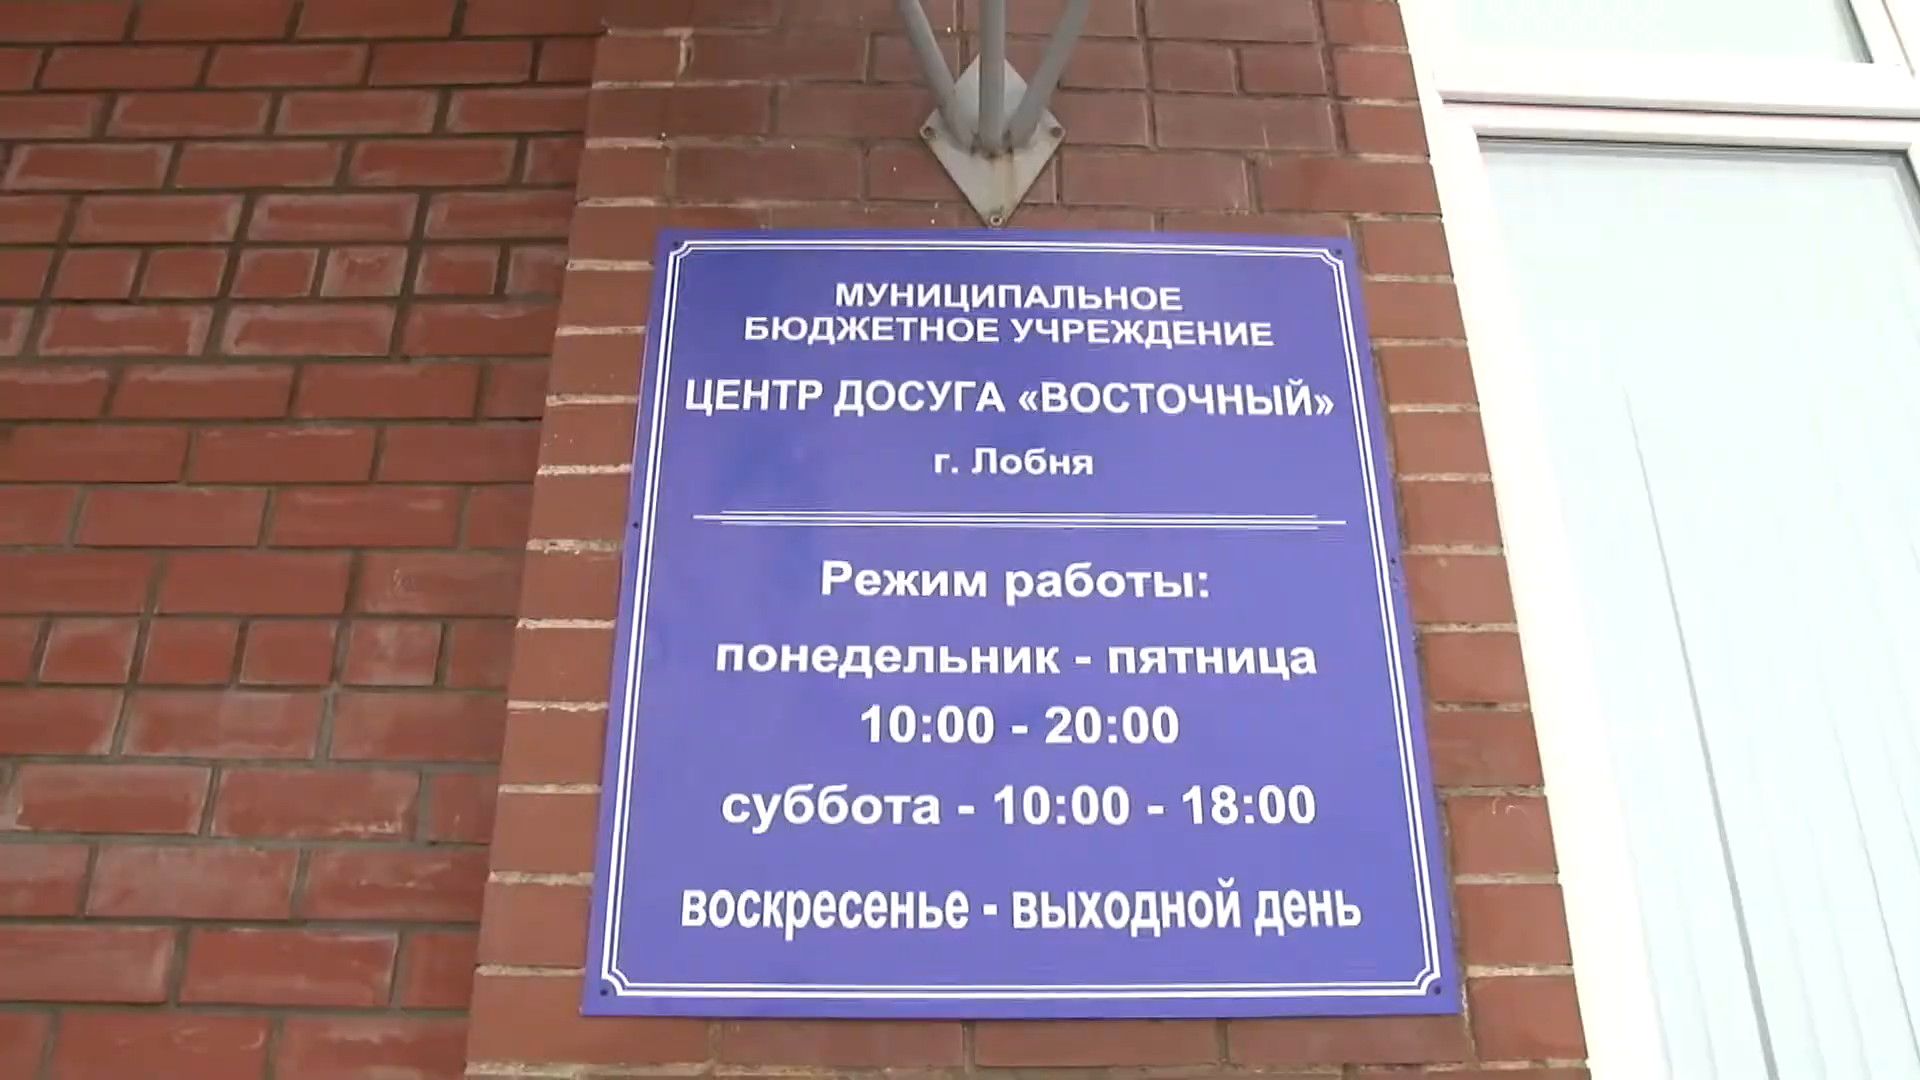 МУНИЦИПАЛЬНОЕ
БЮДЖЕТНОЕ УЧРЕЖДЕНИЕ
ЦЕНТР ДОСУГА «ВОСТОЧНЫЙ»
г. Лобня
Режим работы:
понедельник - пятница
10:00 - 20:00
суббота - 10:00 - 18:00
воскресенье - выходной день